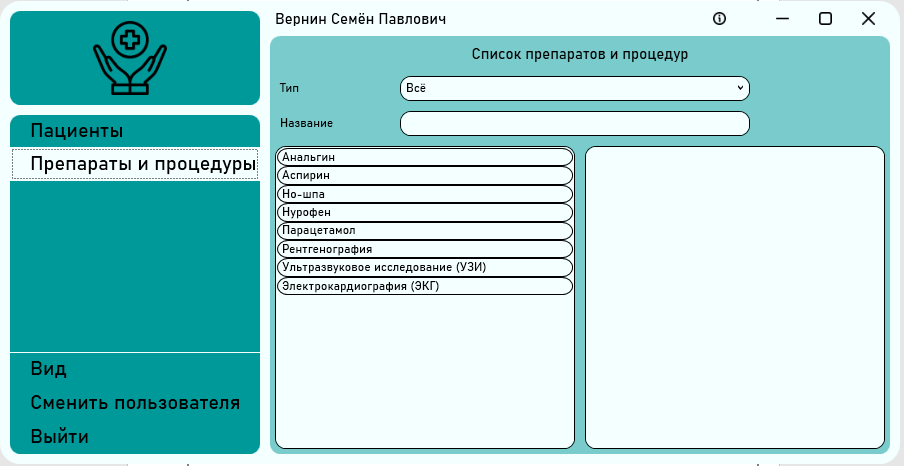 Вернин Семён Павлович
Пациенты
Препараты и процедуры
Вид
Сменить пользователя
Выйти
Список препаратов и процедур
Тип
Всё
Название
Анальгин
Аспирин
Но-шпа
Нурофен
Парацетамол
Рентгенография
Ультразвуковое исследование (УЗИ)
Электрокардиография (ЭКГ)